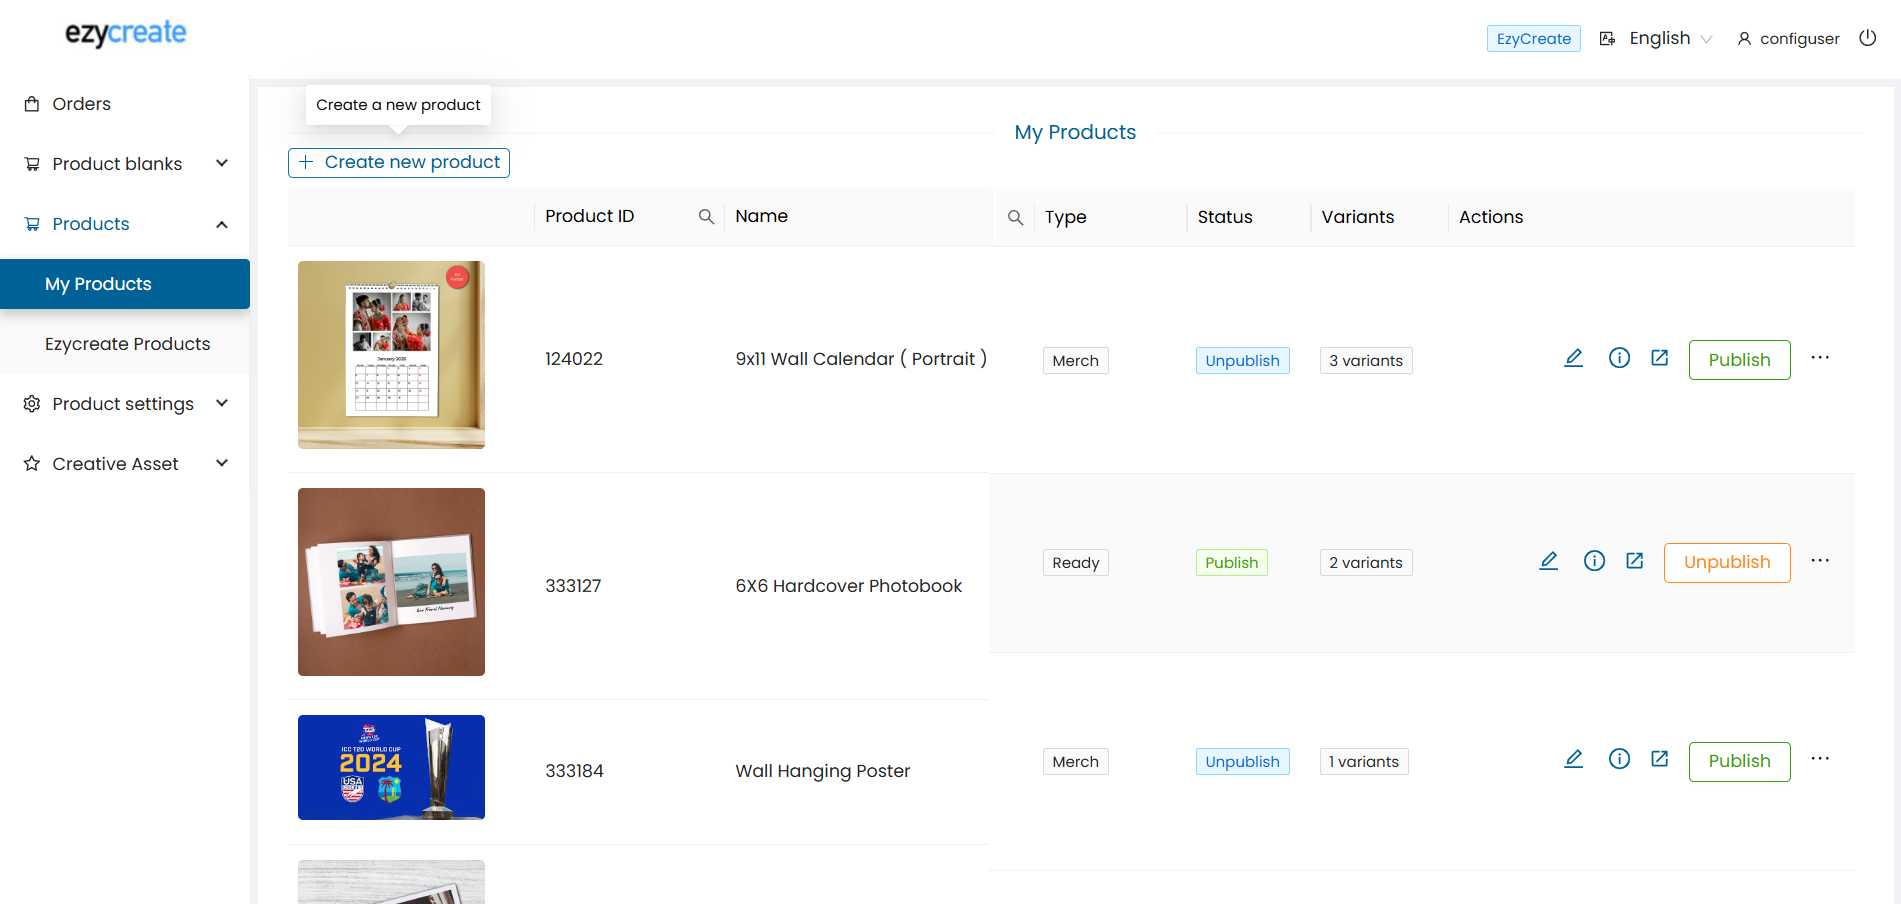 ezycreate
EzyCreate
English
configuser
Orders
Product blanks
Products
My Products
Ezycreate Products
Product settings
Creative Asset
Create a new product
My Products
Create new product
Product ID
Name
Type
Status
Variants
Actions
January 2025
124022
9x11 Wall Calendar ( Portrait )
Merch
Unpublish
3 variants
Publish
333127
6X6 Hardcover Photobook
Ready
Publish
2 variants
Unpublish
ICC T20 WORLD CUP
2024
USA
333184
Wall Hanging Poster
Merch
Unpublish
1 variants
Publish